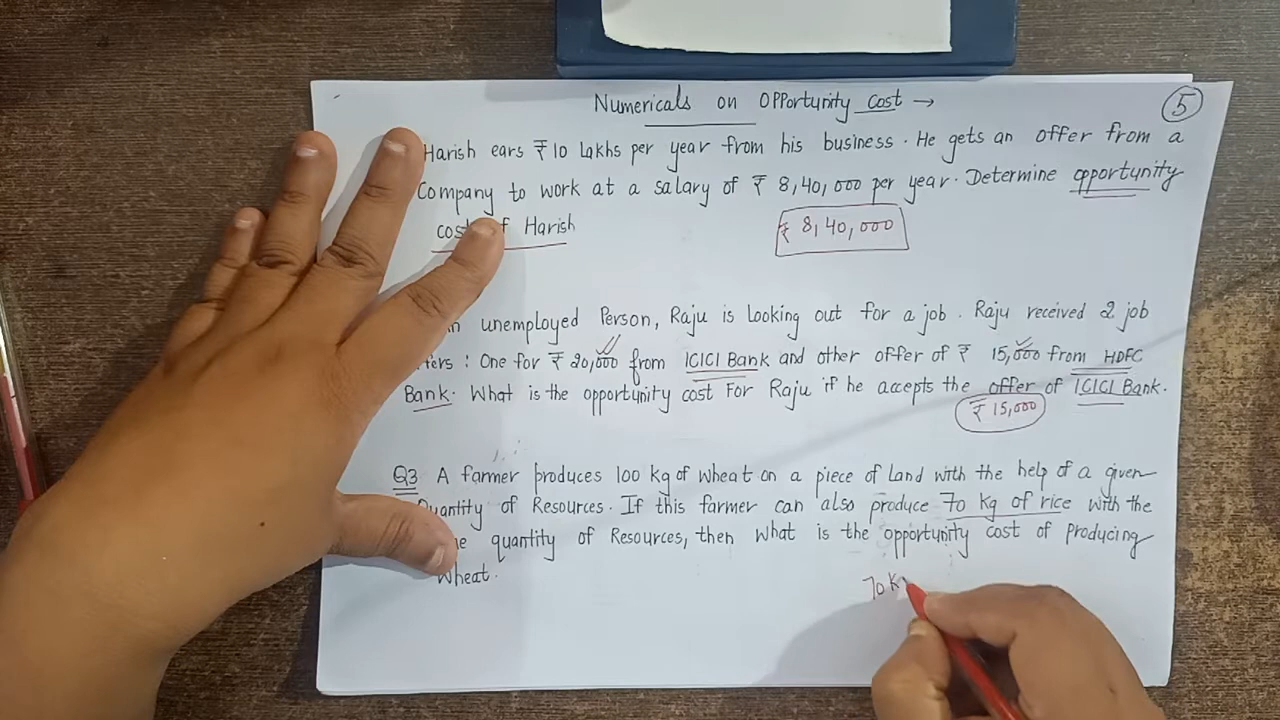 Numericals on Opportunity Cost → 5
Harish ears ₹ 10 Lakhs per year from his business. He gets an offer from a
Company to work at a salary of ₹ 8,40,000 per year. Determine opportunity
Harish
₹ 8,40,000
unemployed Person, Raju is looking out for a job. Raju received 2 job
: One for ₹ 20,000 from ICICI Bank and other offer of ₹ 15,000 from HDFC
Bank. What is the opportunity cost For Raju if he accepts the offer of ICICI Bank.
₹ 15,000
Q3 A farmer produces 100 kg of wheat on a piece of Land with the help of a given
Quantity of Resources. If this farmer can also produce 70 kg of rice with the
quantity of Resources, then What is the opportunity cost of Producing
Wheat.
70 K